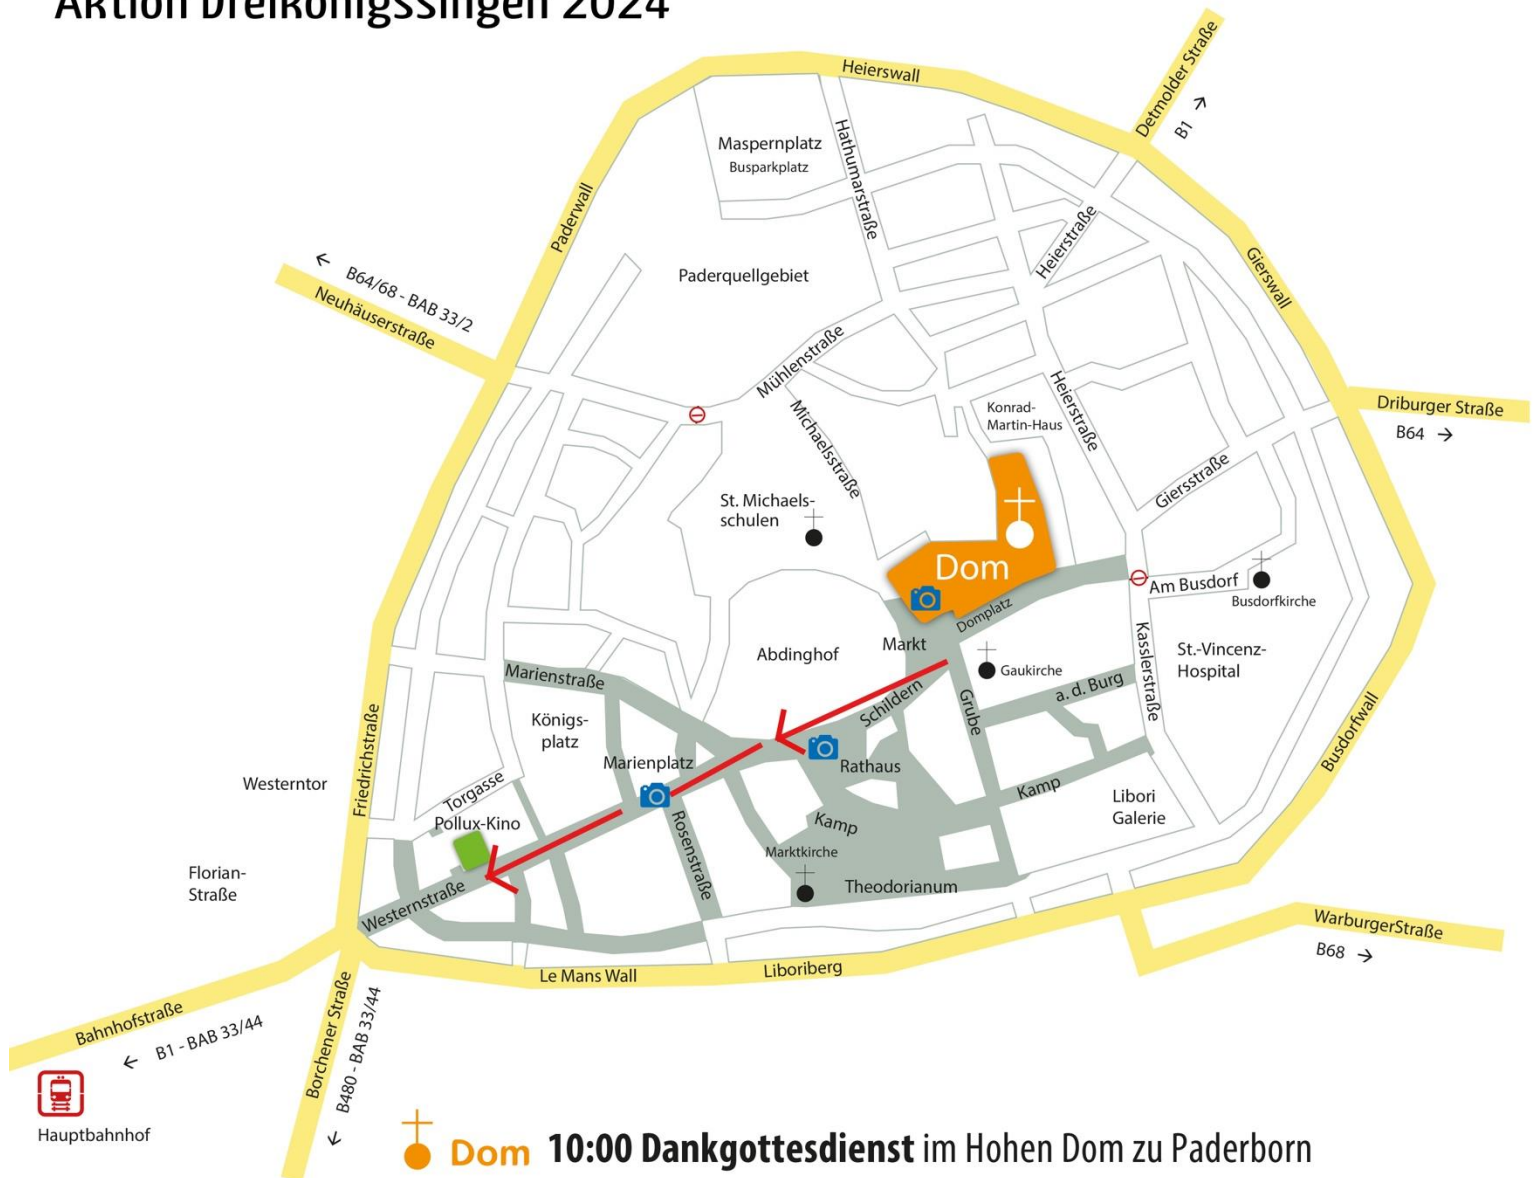 Aktion Dreikönigssingen 2024
Heierswall
Detmolder Straße
B1
Maspernplatz
Busparkplatz
Hathumarstraße
Paderwall
Heierstraße
Gierswall
B64/68 - BAB 33/2
Neuhäuserstraße
Paderquellgebiet
Mühlenstraße
Michaelsstraße
Heierstraße
Konrad-
Martin-Haus
Driburger Straße
B64
Giersstraße
St. Michaels-
schulen
Dom
Am Busdorf
Busdorfkirche
Domplatz
Markt
Abdinghof
Gaukirche
Kasslerstraße
St.-Vincenz-
Hospital
Marienstraße
Schildern
Grube
a. d. Burg
Königs-
platz
Friedrichstraße
Busdorfwall
Marienplatz
Rathaus
Westerntor
Torgasse
Kamp
Libori
Galerie
Pollux-Kino
Rosenstraße
Kamp
Marktkirche
Florian-
Straße
Westernstraße
Theodorianum
WarburgerStraße
B68
Le Mans Wall
Liboriberg
Bahnhofstraße
B1 - BAB 33/44
Borchener Straße
B480 - BAB 33/44
Hauptbahnhof
Dom 10:00 Dankgottesdienst im Hohen Dom zu Paderborn